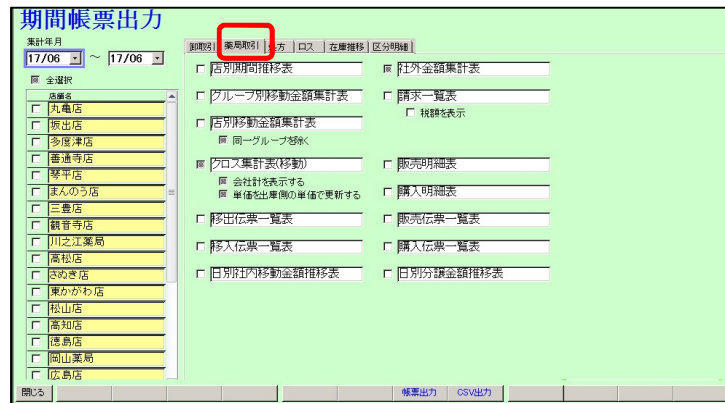 期間帳票出力
集計年月
17/06 ～ 17/06
全選択
店舗名
丸亀店
坂出店
多度津店
善通寺店
琴平店
まんのう店
三豊店
観音寺店
川之江薬局
高松店
さぬき店
東かがわ店
松山店
高知店
徳島店
岡山薬局
広島店
卸取引 薬局取引 処方 ロス 在庫推移 区分明細
店別期間推移表
グループ別移動金額集計表
店別移動金額集計表
同一グループを除く
クロス集計表(移動)
会社計を表示する
単価を出庫側の単価で更新する
移出伝票一覧表
移入伝票一覧表
日別社内移動金額推移表
社外金額集計表
請求一覧表
税額を表示
販売明細表
購入明細表
販売伝票一覧表
購入伝票一覧表
日別分譲金額推移表
閉じる 帳票出力 CSV出力